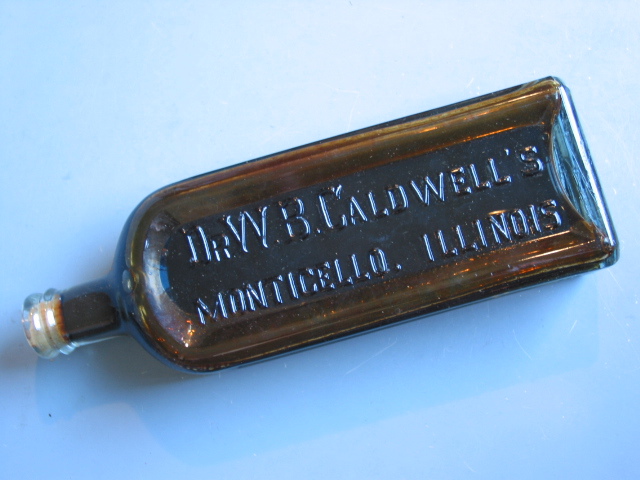 DR W. B. CALDWELL'S
MONTICELLO. ILLINOIS